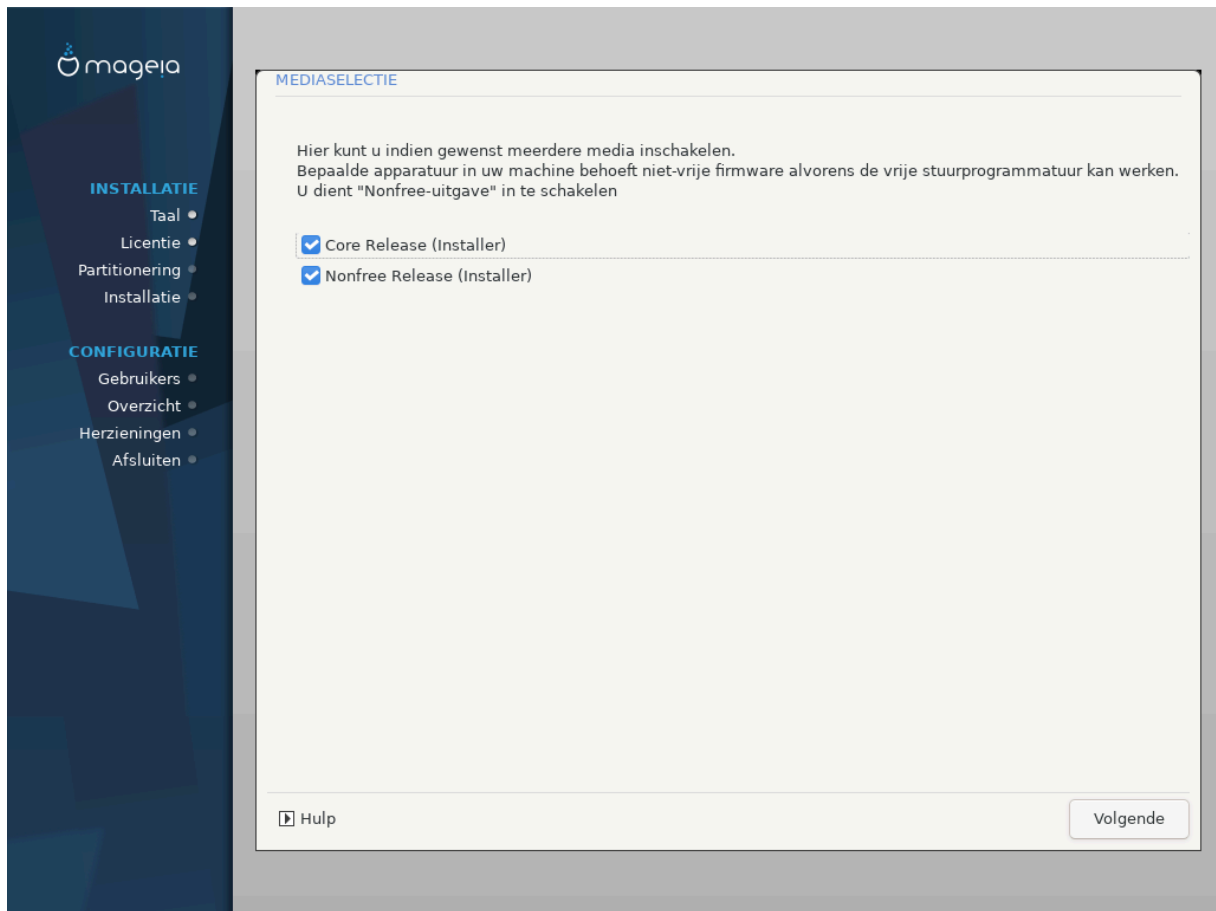 mageia
INSTALLATIE
Taal
Licentie
Partitionering
Installatie
CONFIGURATIE
Gebruikers
Overzicht
Herzieningen
Afsluiten
MEDIASELECTIE
Hier kunt u indien gewenst meerdere media inschakelen.
Bepaalde apparatuur in uw machine behoeft niet-vrije firmware alvorens de vrije stuurprogrammatuur kan werken.
U dient "Nonfree-uitgave" in te schakelen
Core Release (Installer)
Nonfree Release (Installer)
Hulp
Volgende